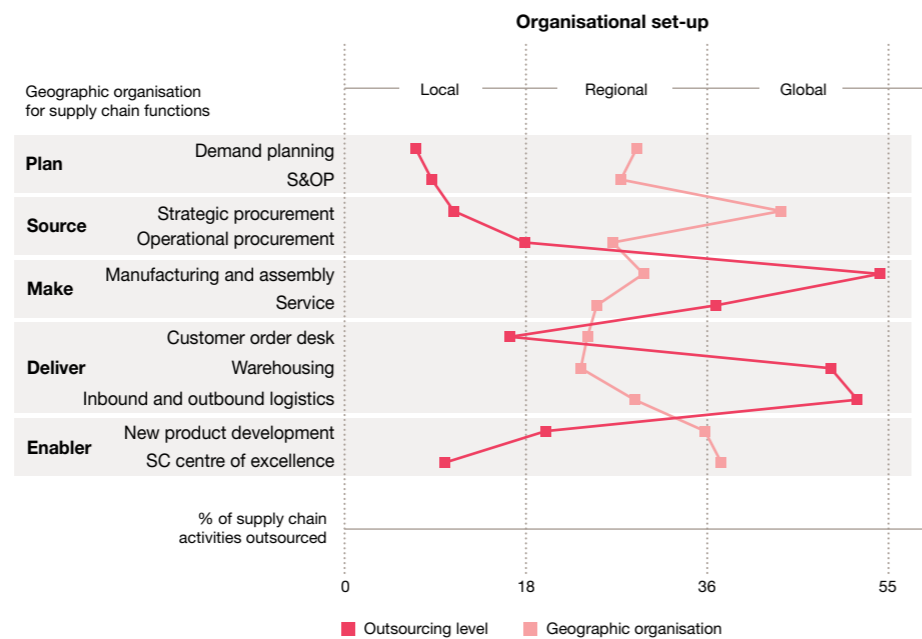 Organisational set-up
Geographic organisation
for supply chain functions
Local
Regional
Global
Plan
Demand planning
S&OP
Source
Strategic procurement
Operational procurement
Make
Manufacturing and assembly
Service
Deliver
Customer order desk
Warehousing
Inbound and outbound logistics
Enabler
New product development
SC centre of excellence
% of supply chain
activities outsourced
0
18
36
55
Outsourcing level
Geographic organisation